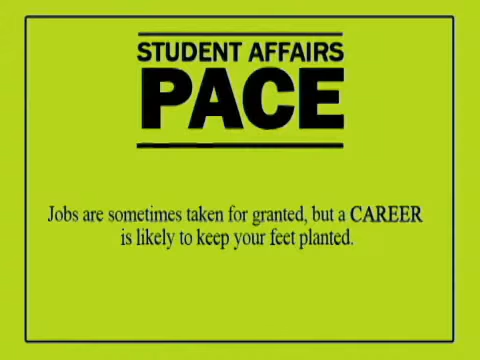 STUDENT AFFAIRS
PACE
Jobs are sometimes taken for granted, but a CAREER
is likely to keep your feet planted.